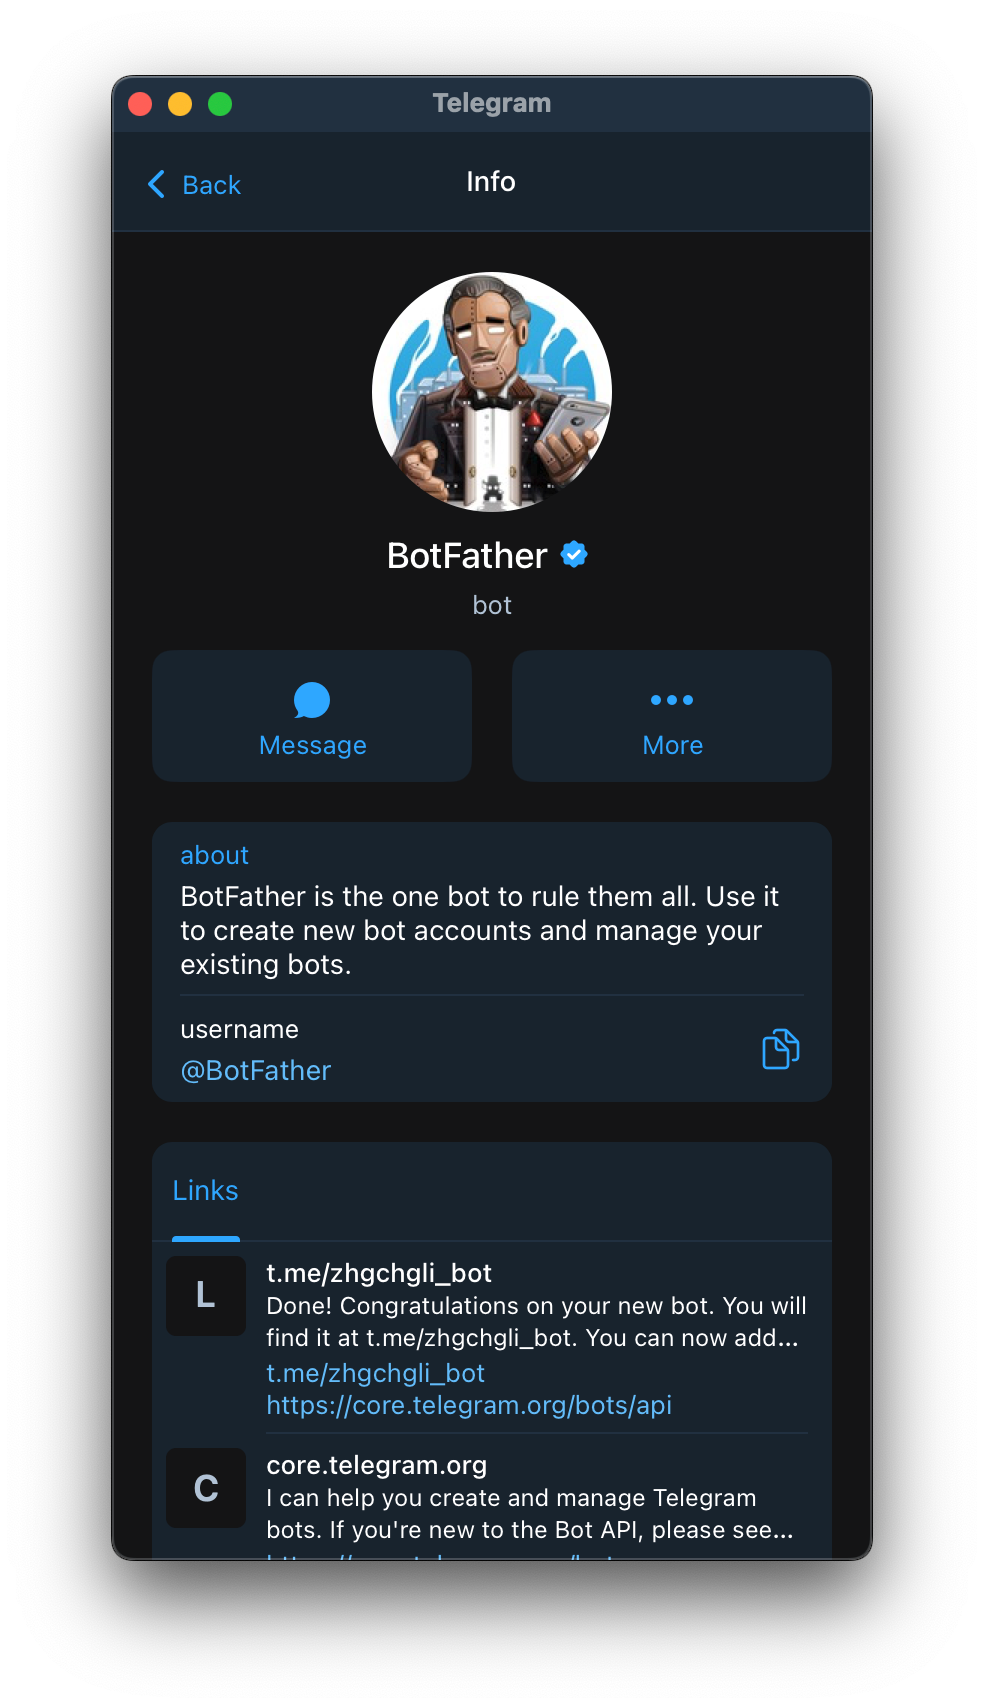 Telegram
Back
Info
BotFather
bot
Message
More
about
BotFather is the one bot to rule them all. Use it
to create new bot accounts and manage your
existing bots.
username
@BotFather
Links
L
t.me/zhgchgli_bot
Done! Congratulations on your new bot. You will
find it at t.me/zhgchgli_bot. You can now add...
t.me/zhgchgli_bot
https://core.telegram.org/bots/api
C
core.telegram.org
I can help you create and manage Telegram
bots. If you're new to the Bot API, please see...